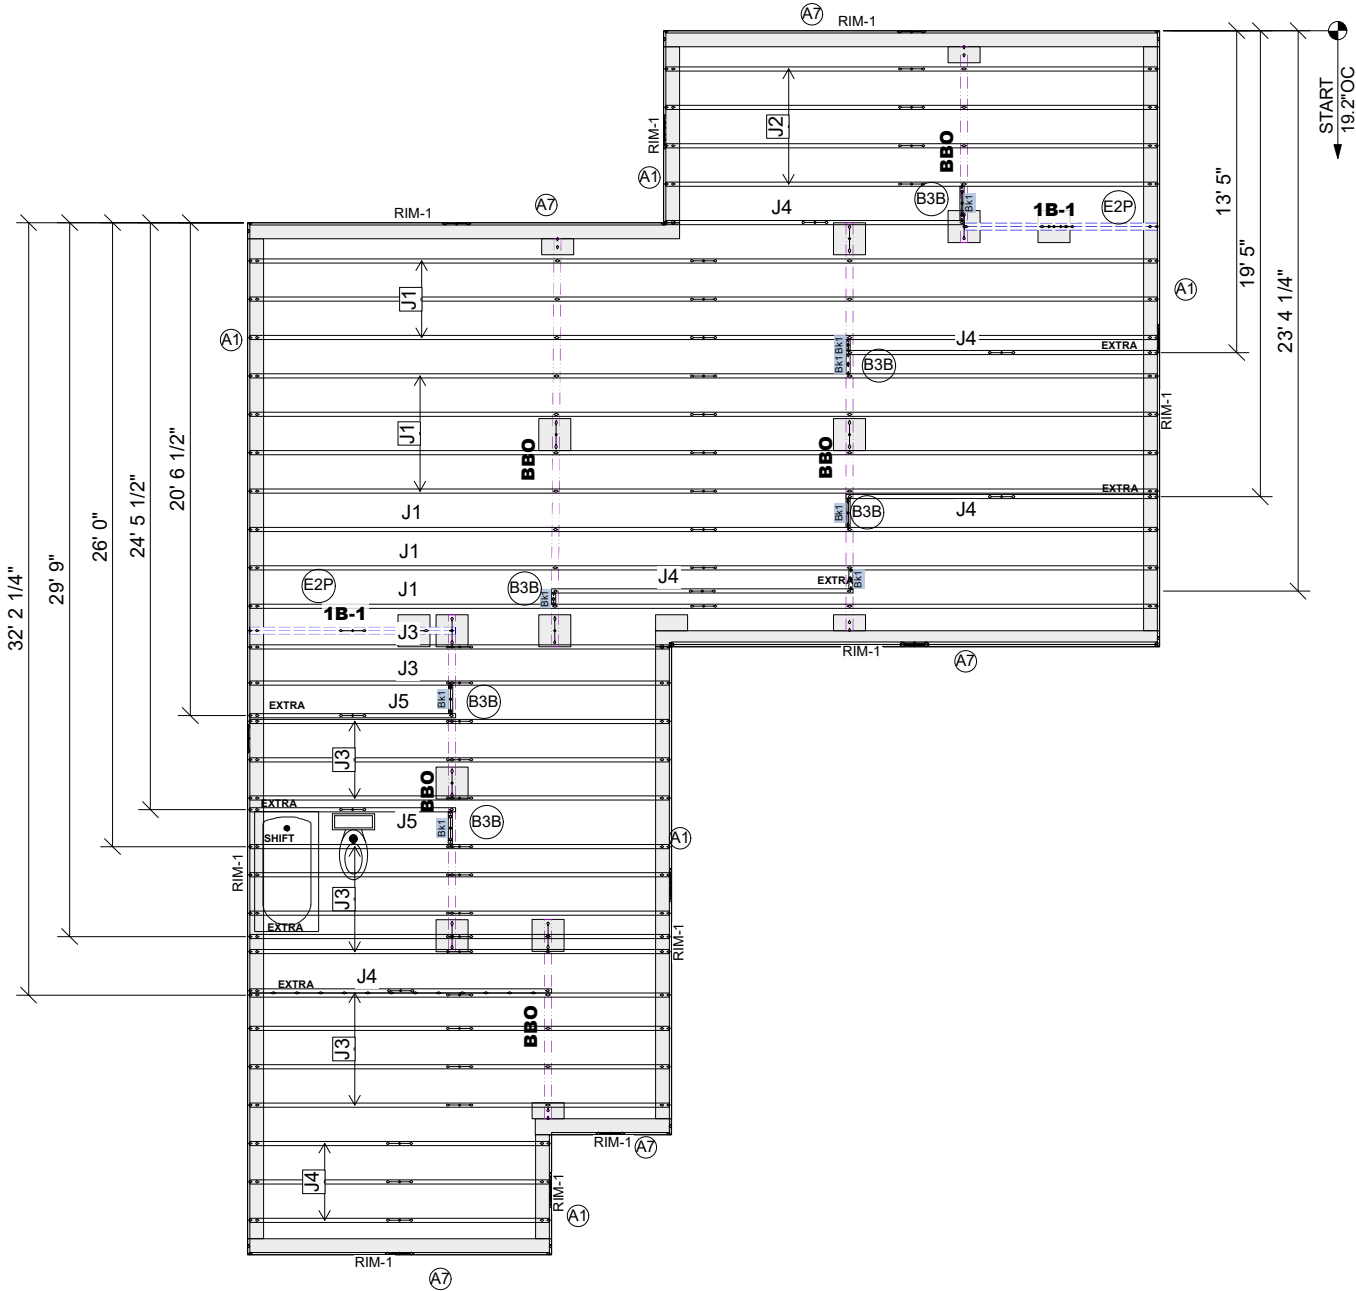 A7
RIM-1
START
19.2"OC
RIM-1
J2
BBO
A1
B3B
Bk1
J4
1B-1
E2P
13' 5"
19' 5"
23' 4 1/4"
RIM-1
A7
A1
J1
A1
Bk1
Bk1
J4
EXTRA
B3B
RIM-1
J1
BBO
BBO
20' 6 1/2"
24' 5 1/2"
26' 0"
29' 9"
32' 2 1/4"
EXTRA
J1
Bk1
B3B
J4
J1
J4
EXTRA
Bk1
E2P
J1
B3B
Bk1
1B-1
J3
RIM-1
A7
J3
J5
EXTRA
Bk1
B3B
J3
BBO
EXTRA
J5
Bk1
B3B
SHIFT
A1
RIM-1
J3
EXTRA
RIM-1
J4
EXTRA
J3
BBO
RIM-1
A7
J4
RIM-1
A1
RIM-1
A7